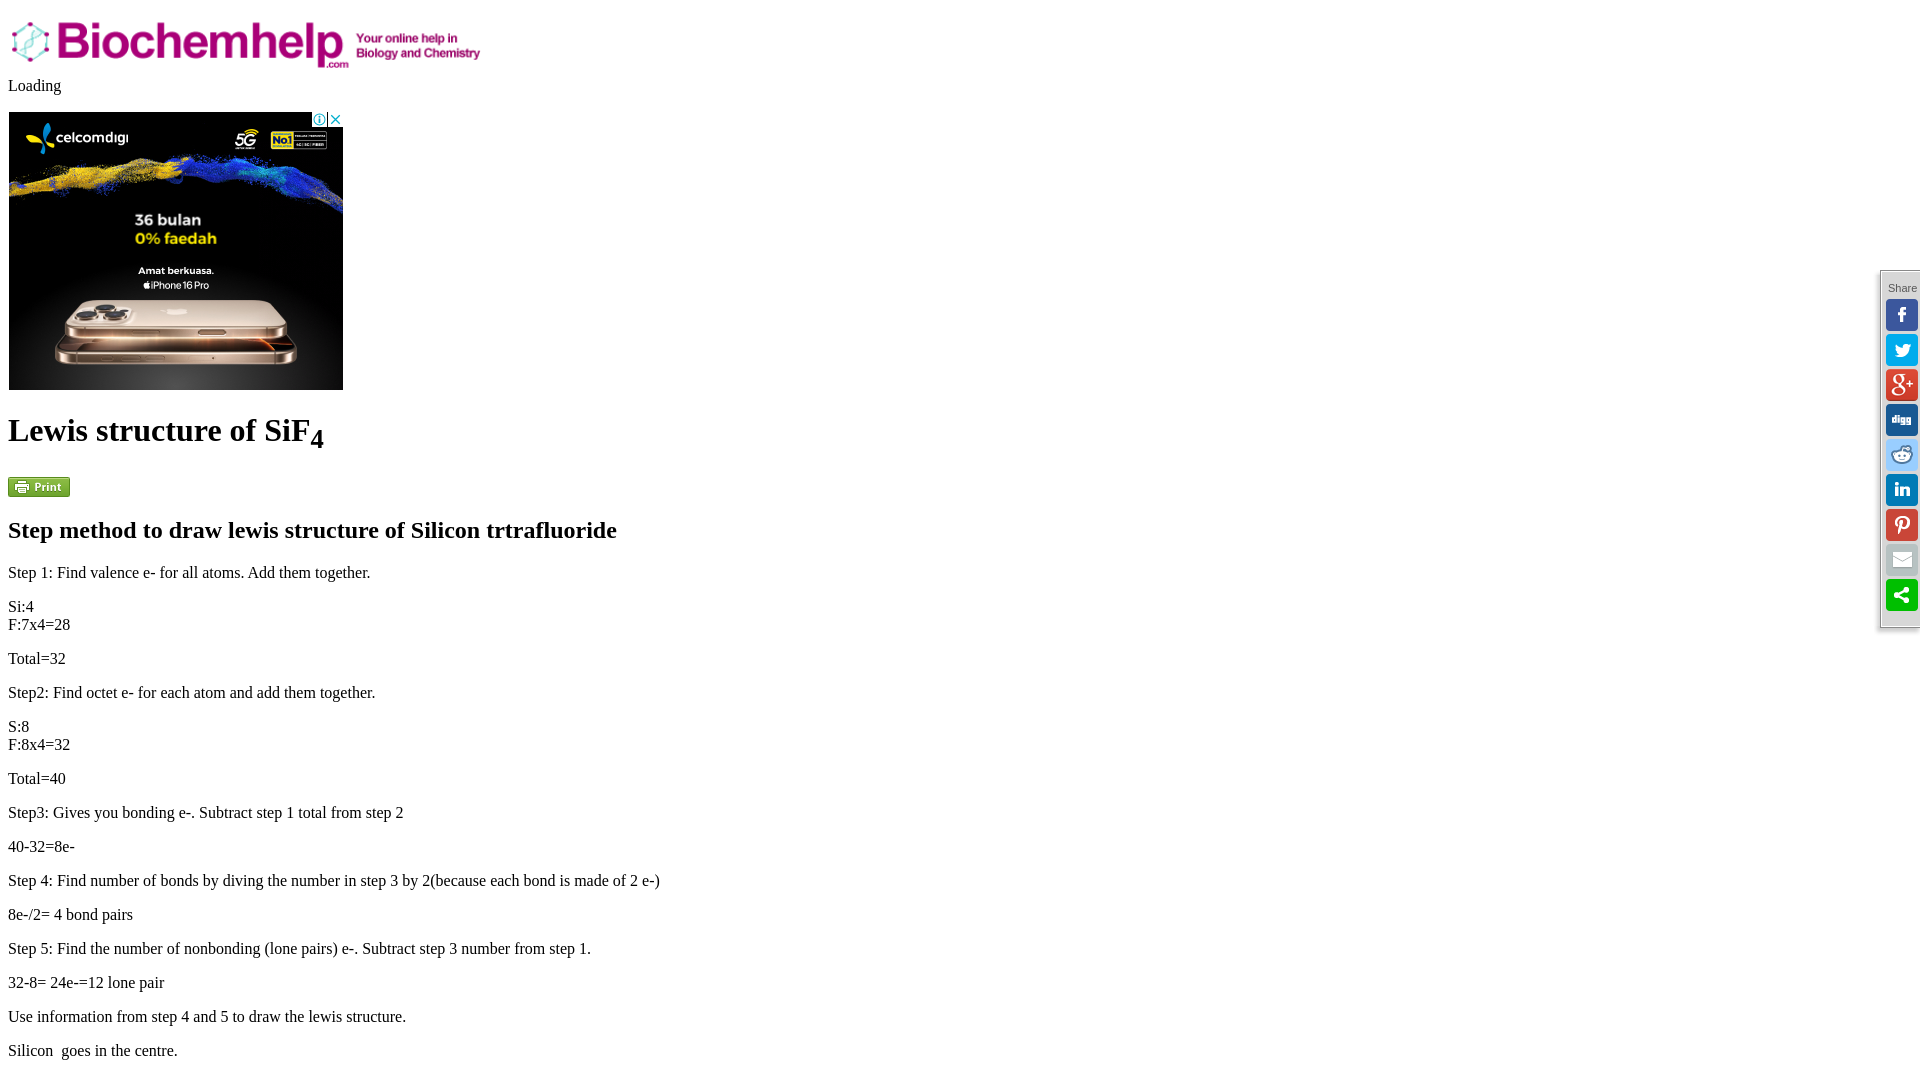 Biochemhelp
.com
Your online help in
Biology and Chemistry
Loading
celcomdigi
5G
No.1
36 bulan
0% faedah
Amat berkuasa.
iPhone 16 Pro
Lewis structure of SiF4
Print
Step method to draw lewis structure of Silicon trtrafluoride
Step 1: Find valence e- for all atoms. Add them together.
Si:4
F:7x4=28
Total=32
Step2: Find octet e- for each atom and add them together.
S:8
F:8x4=32
Total=40
Step3: Gives you bonding e-. Subtract step 1 total from step 2
40-32=8e-
Step 4: Find number of bonds by diving the number in step 3 by 2(because each bond is made of 2 e-)
8e-/2= 4 bond pairs
Step 5: Find the number of nonbonding (lone pairs) e-. Subtract step 3 number from step 1.
32-8= 24e-=12 lone pair
Use information from step 4 and 5 to draw the lewis structure.
Silicon  goes in the centre.
Share
digg